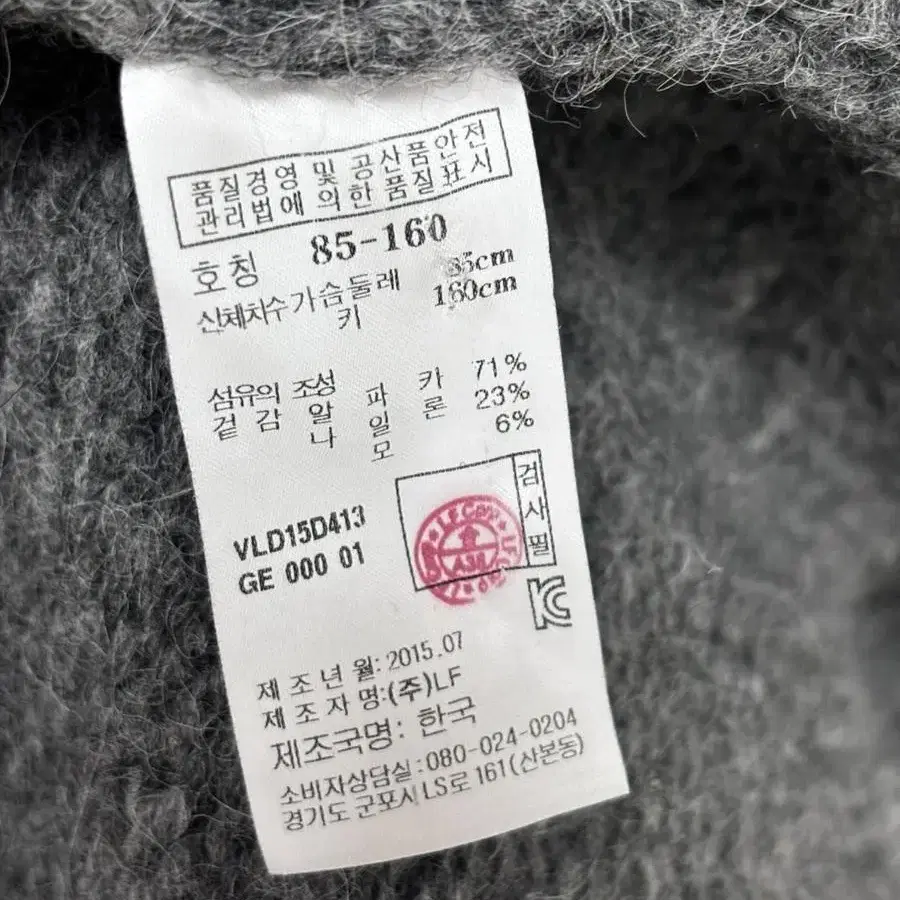 품질경영 및 공산품안전
관리법에 의한 품질표시
호칭 85-160
신체치수 가슴둘레 85cm
키 160cm
섬유의 조성
겉감 알파카 71%
파일론 23%
나모 6%
검사필
VLD15D413
GE 000 01
KC
제조년월: 2015.07
제조자명:(주)LF
제조국명: 한국
소비자상담실:080-024-0204
경기도 군포시 LS로 161(산본동)